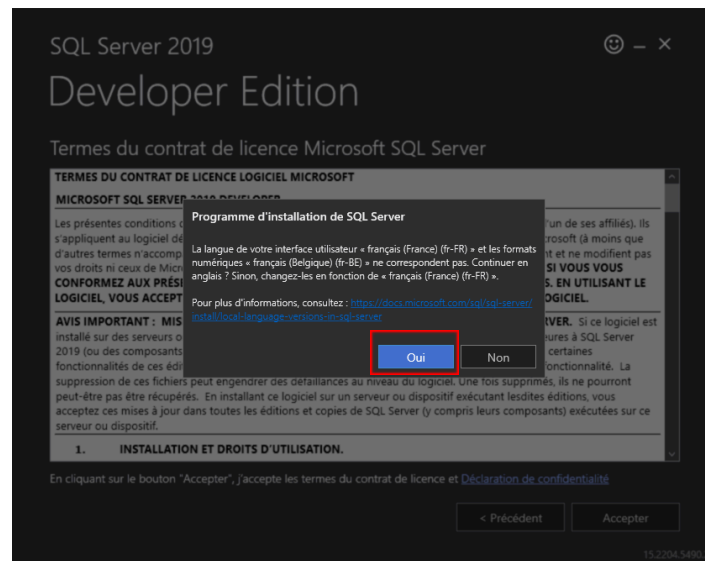 SQL Server 2019
Developer Edition
Termes du contrat de licence Microsoft SQL Server
TERMES DU CONTRAT DE LICENCE LOGICIEL MICROSOFT
MICROSOFT SQL SERVER 2019 DEVELOPER
Les présentes conditions 'un de ses affiliés). Ils
s'appliquent au logiciel crosoft (à moins que
d'autres termes n'accomp nt et ne modifient pas
vos droits ni ceux de Micr SI VOUS VOUS
CONFORMEZ AUX PRÉSE S. EN UTILISANT LE
LOGICIEL, VOUS ACCEPT OGICIEL.
AVIS IMPORTANT : MIS RVER. Si ce logiciel est
installé sur des serveurs o eures à SQL Server
2019 (ou des composants certaines
fonctionnalités de ces édi fonctionnalité. La
suppression de ces fichiers peut engendrer des défaillances au niveau du logiciel. Une fois supprimés, ils ne pourront
peut-être pas être récupérés. En installant ce logiciel sur un serveur ou dispositif exécutant lesdites éditions, vous
acceptez ces mises à jour dans toutes les éditions et copies de SQL Server (y compris leurs composants) exécutées sur ce
serveur ou dispositif.
1. INSTALLATION ET DROITS D'UTILISATION.
Programme d'installation de SQL Server
La langue de votre interface utilisateur « français (France) (fr-FR) » et les formats
numériques « français (Belgique) (fr-BE) » ne correspondent pas. Continuer en
anglais ? Sinon, changez-les en fonction de « français (France) (fr-FR) ».
Pour plus d'informations, consultez : https://docs.microsoft.com/sql/sql-server/
install/local-language-versions-in-sql-server
Oui Non
En cliquant sur le bouton "Accepter", j'accepte les termes du contrat de licence et Déclaration de confidentialité
< Précédent Accepter
15.2204.5490.